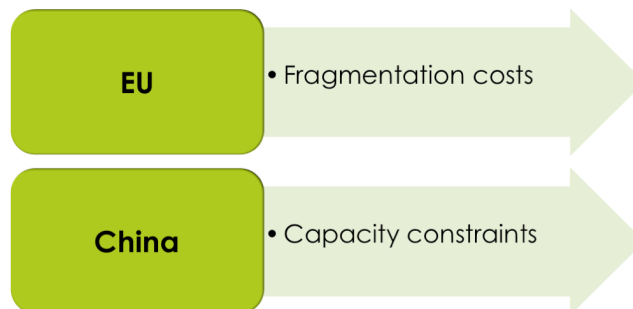 EU
• Fragmentation costs
China
• Capacity constraints